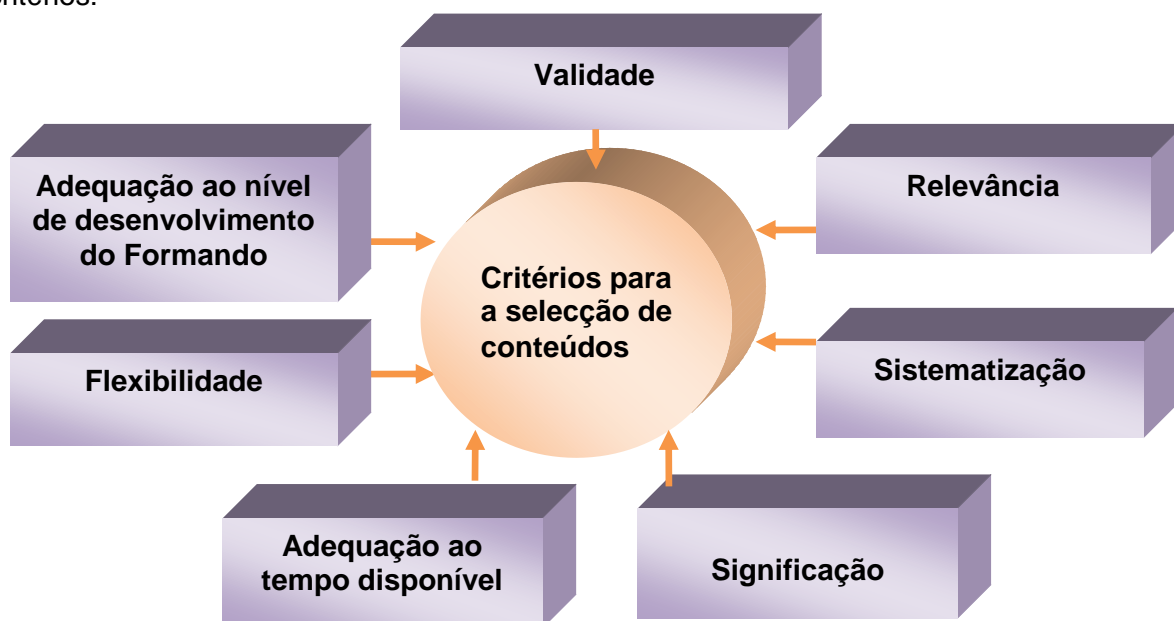 critérios.
Validade
Adequação ao nível
de desenvolvimento
do Formando
Relevância
Critérios para
a selecção de
conteúdos
Flexibilidade
Sistematização
Adequação ao
tempo disponível
Significação